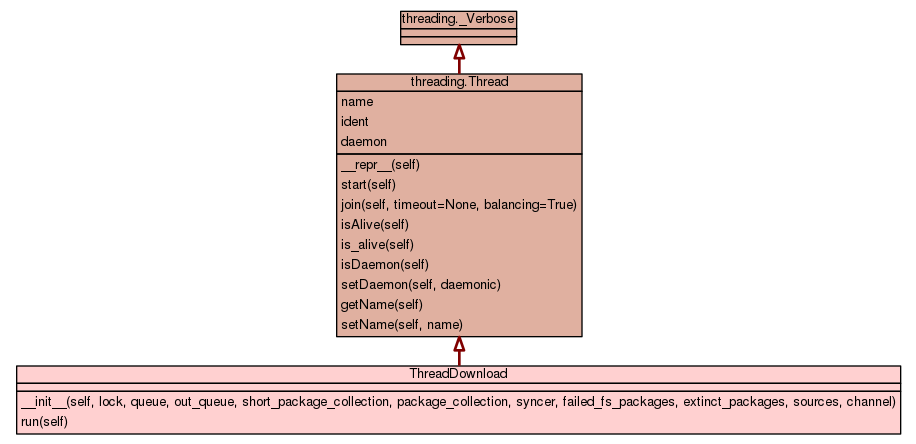 threading._Verbose
threading.Thread
name
ident
daemon
__repr__(self)
start(self)
join(self, timeout=None, balancing=True)
isAlive(self)
is_alive(self)
isDaemon(self)
setDaemon(self, daemonic)
getName(self)
setName(self, name)
ThreadDownload
__init__(self, lock, queue, out_queue, short_package_collection, package_collection, syncer, failed_fs_packages, extinct_packages, sources, channel)
run(self)